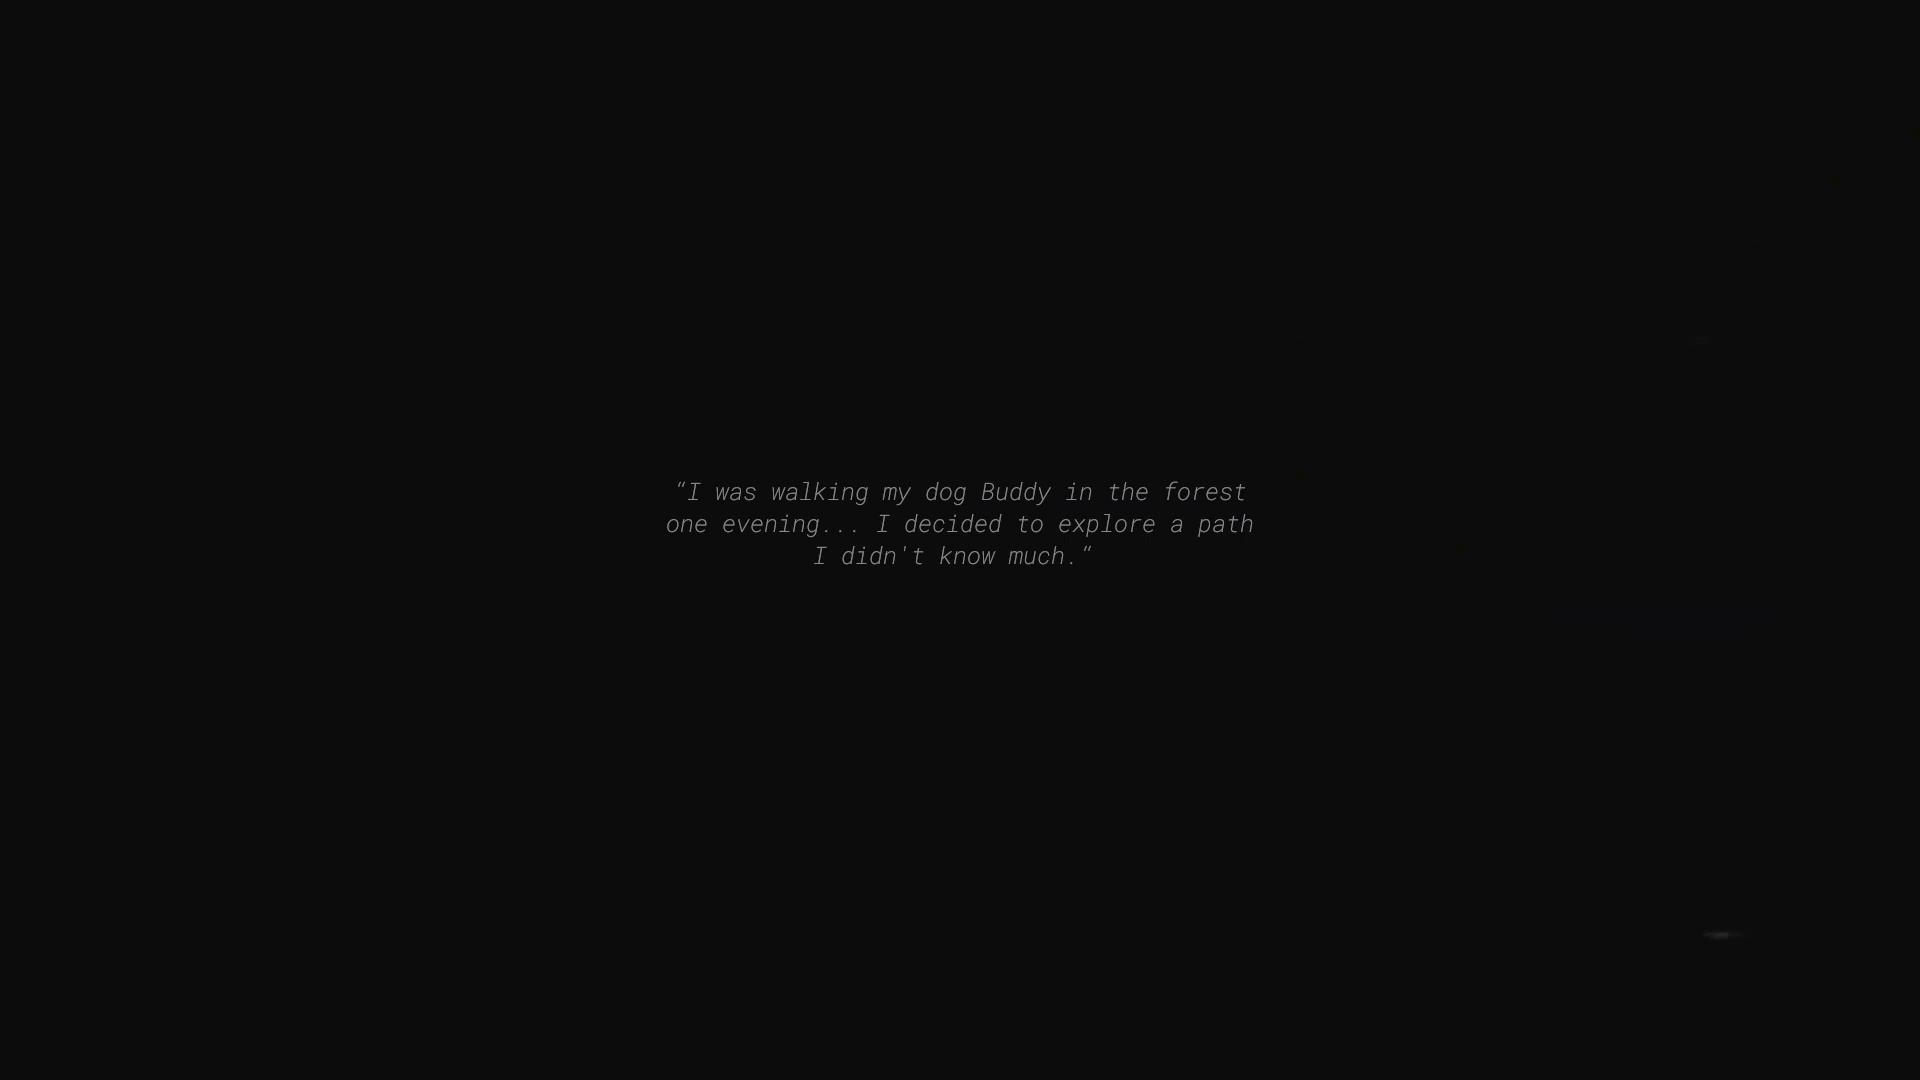 “I was walking my dog Buddy in the forest
one evening... I decided to explore a path
I didn't know much.“